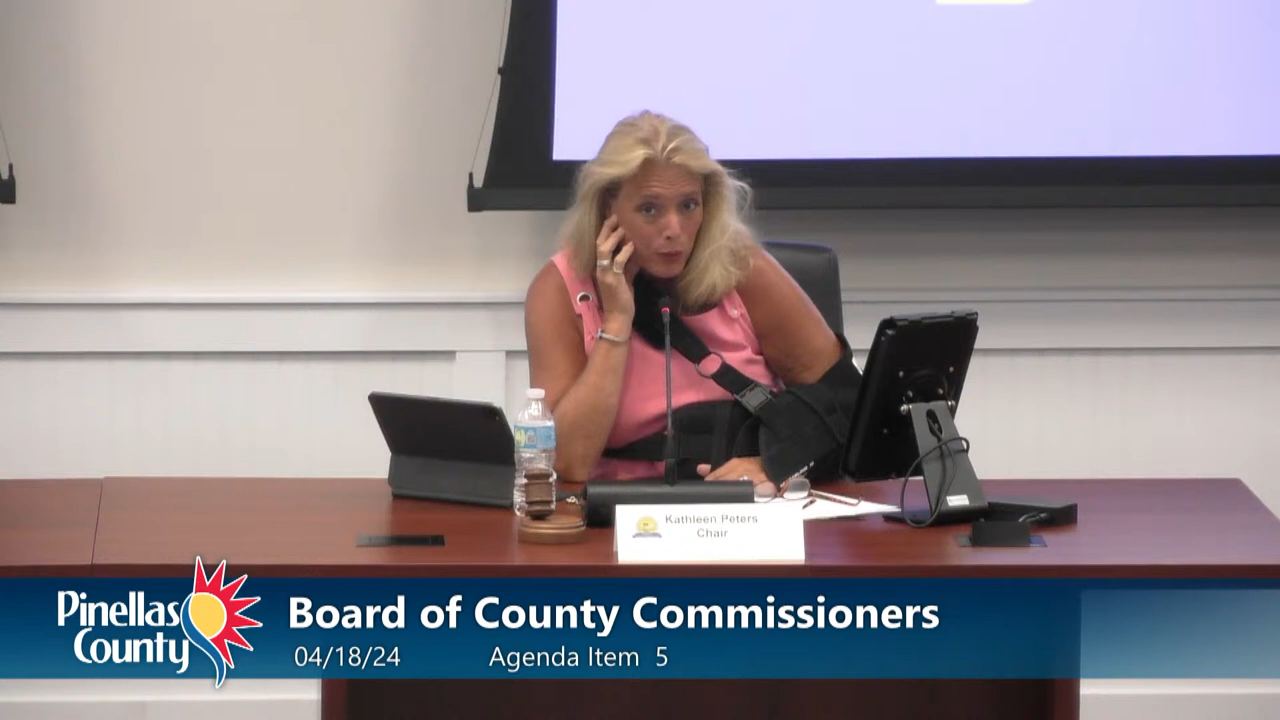 Kathleen Peters
Chair
Pinellas
County
Board of County Commissioners
04/18/24 Agenda Item 5